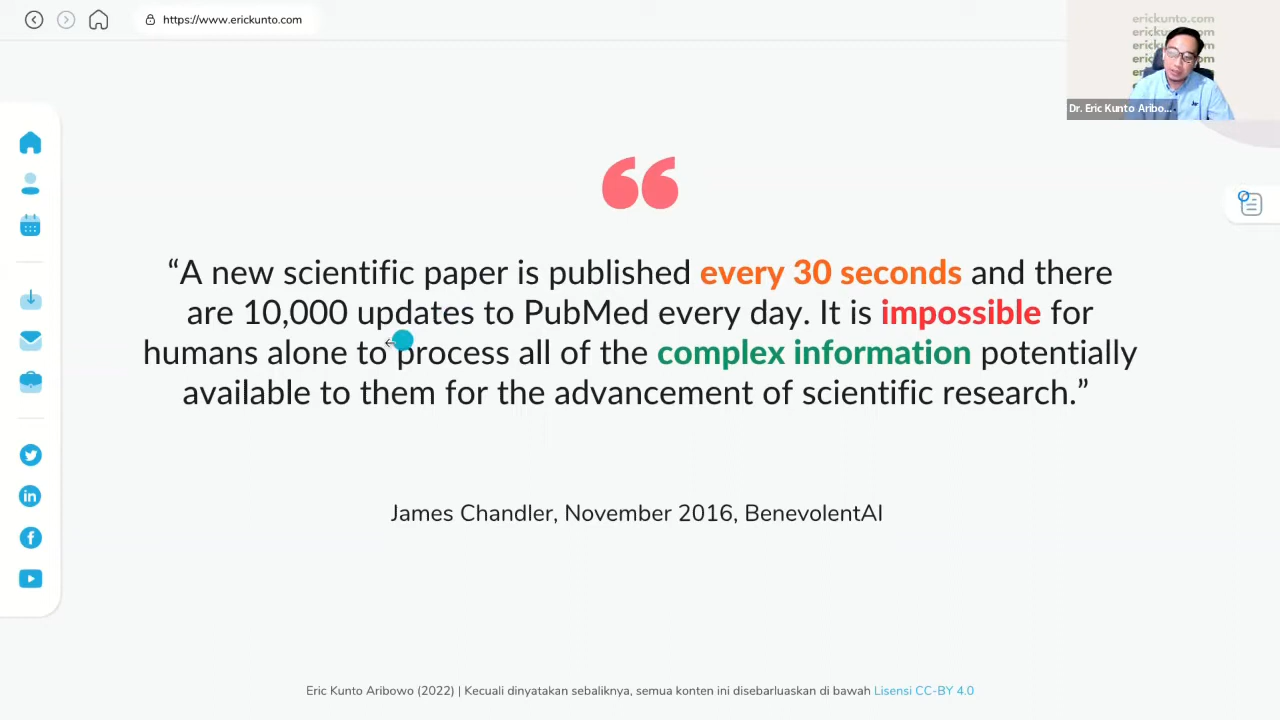 https://www.erickunto.com
erickunto.com
Dr. Eric Kunto Aribo...
“A new scientific paper is published every 30 seconds and there
are 10,000 updates to PubMed every day. It is impossible for
humans alone to process all of the complex information potentially
available to them for the advancement of scientific research.”
James Chandler, November 2016, BenevolentAI
Eric Kunto Aribowo (2022) | Kecuali dinyatakan sebaliknya, semua konten ini disebarluaskan di bawah Lisensi CC-BY 4.0